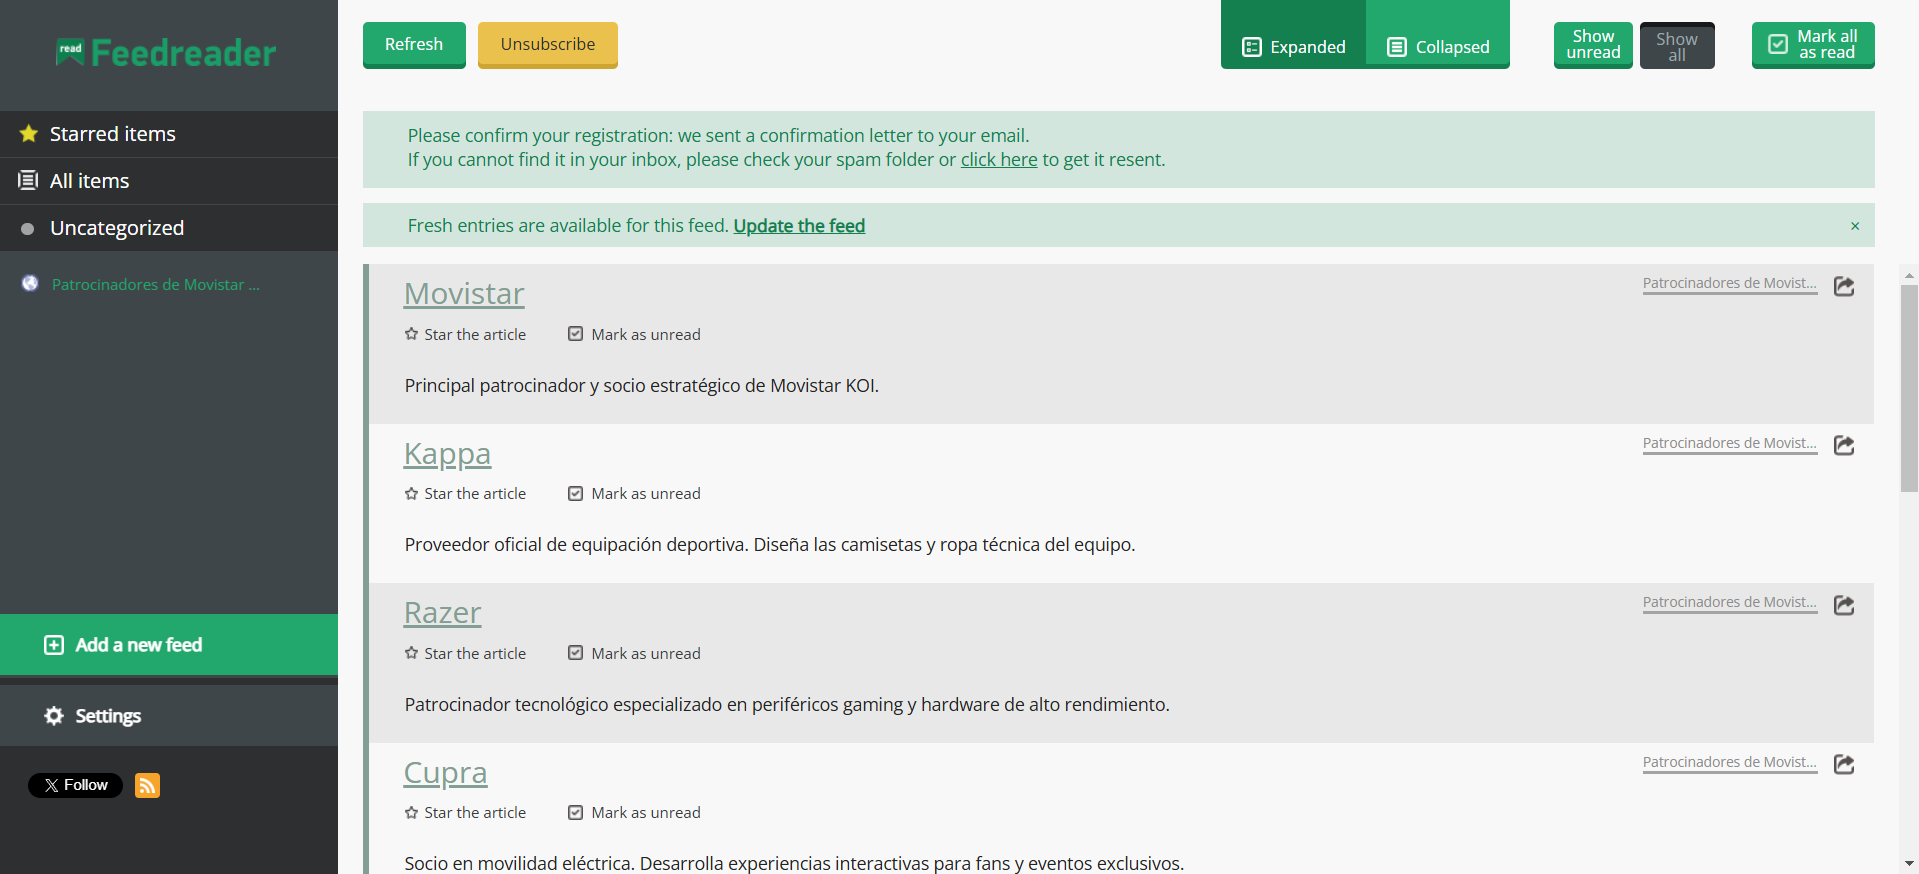 read Feedreader
Starred items
All items
Uncategorized
Patrocinadores de Movistar ...
Add a new feed
Settings
X Follow
Refresh
Unsubscribe
Expanded
Collapsed
Show
unread
Show
all
Mark all
as read
Please confirm your registration: we sent a confirmation letter to your email.
If you cannot find it in your inbox, please check your spam folder or click here to get it resent.
Fresh entries are available for this feed. Update the feed
×
Movistar
Patrocinadores de Movist...
Star the article
Mark as unread
Principal patrocinador y socio estratégico de Movistar KOI.
Kappa
Patrocinadores de Movist...
Star the article
Mark as unread
Proveedor oficial de equipación deportiva. Diseña las camisetas y ropa técnica del equipo.
Razer
Patrocinadores de Movist...
Star the article
Mark as unread
Patrocinador tecnológico especializado en periféricos gaming y hardware de alto rendimiento.
Cupra
Patrocinadores de Movist...
Star the article
Mark as unread
Socio en movilidad eléctrica. Desarrolla experiencias interactivas para fans y eventos exclusivos.